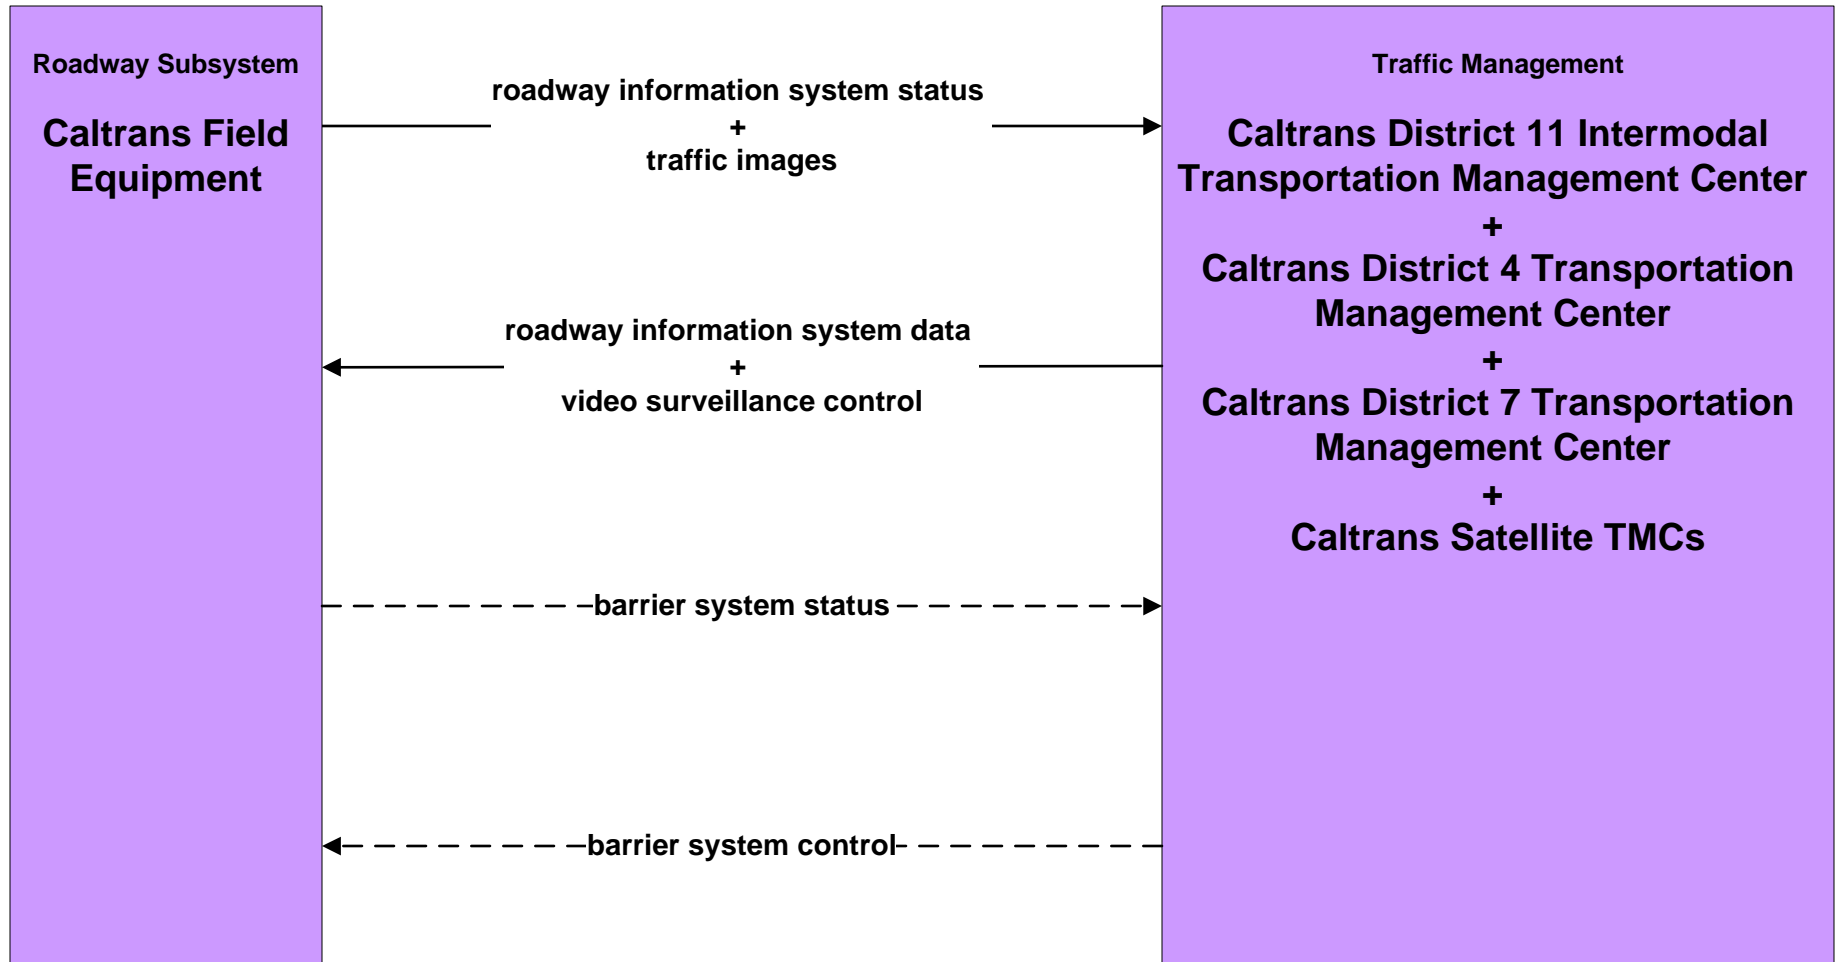 Roadway Subsystem
Caltrans Field
Equipment
roadway information system status
+
traffic images
roadway information system data
+
video surveillance control
barrier system status
barrier system control
Traffic Management
Caltrans District 11 Intermodal
Transportation Management Center
+
Caltrans District 4 Transportation
Management Center
+
Caltrans District 7 Transportation
Management Center
+
Caltrans Satellite TMCs